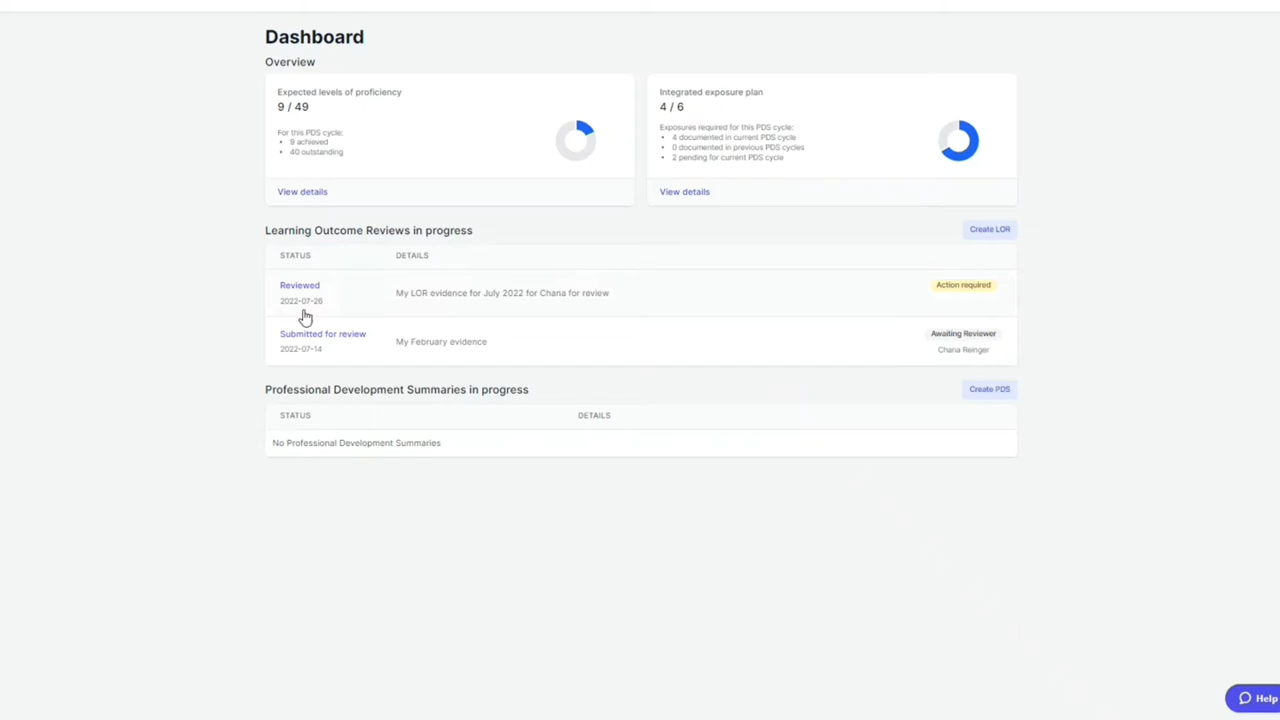 Dashboard
Overview
Expected levels of proficiency
9 / 49
For this PDS cycle:
• 9 achieved
• 40 outstanding
View details
Integrated exposure plan
4 / 6
Exposures required for this PDS cycle:
• 4 documented in current PDS cycle
• 0 documented in previous PDS cycles
• 2 pending for current PDS cycle
View details
Learning Outcome Reviews in progress
Create LOR
STATUS DETAILS
Reviewed
2022-07-26
My LOR evidence for July 2022 for Chana for review
Action required
Submitted for review
2022-07-14
My February evidence
Awaiting Reviewer
Chana Reinger
Professional Development Summaries in progress
Create PDS
STATUS DETAILS
No Professional Development Summaries
Help